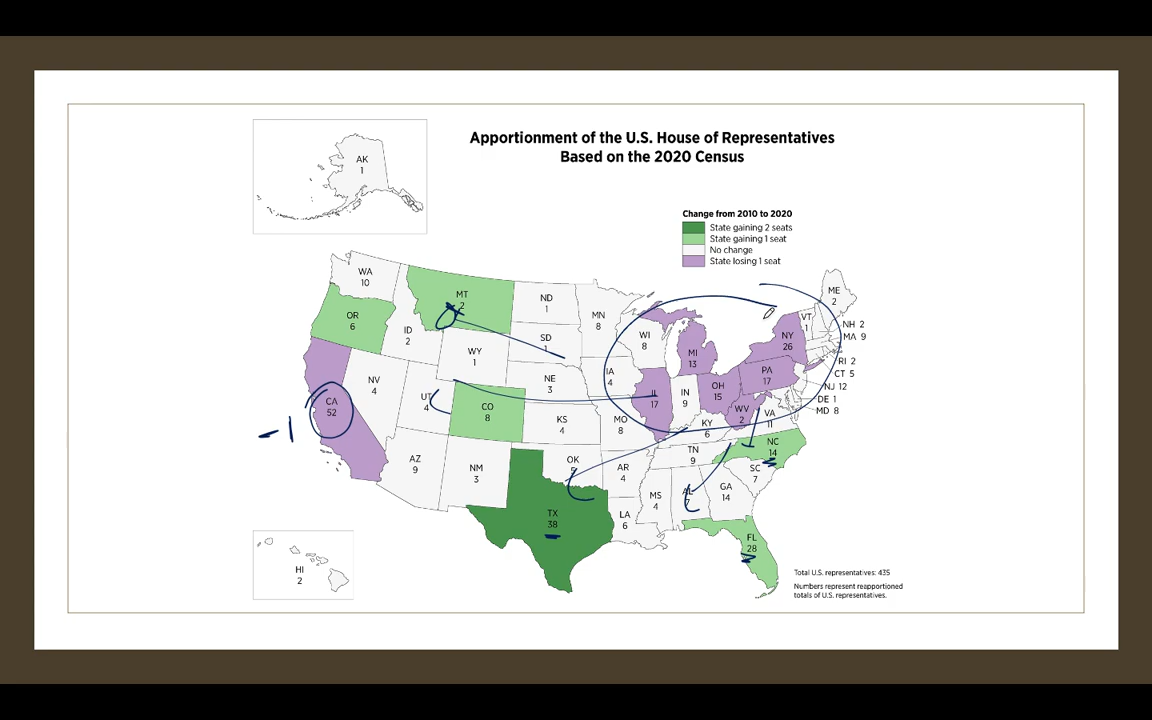 Apportionment of the U.S. House of Representatives
Based on the 2020 Census
AK
1
Change from 2010 to 2020
State gaining 2 seats
State gaining 1 seat
No change
State losing 1 seat
WA
10
OR
6
MT
2
ID
2
ND
1
SD
1
MN
8
WI
8
MI
13
ME
2
VT
1
NH 2
MA 9
NY
26
RI 2
CT 5
NJ 12
DE 1
MD 8
PA
17
WY
1
NE
3
IA
4
IL
17
IN
9
OH
15
WV
2
VA
11
CA
52
-1
NV
4
UT
4
CO
8
KS
4
MO
8
KY
6
NC
14
TN
9
SC
7
AZ
9
NM
3
OK
5
AR
4
MS
4
AL
7
GA
14
TX
38
LA
6
FL
28
HI
2
Total U.S. representatives: 435
Numbers represent reapportioned
totals of U.S. representatives.